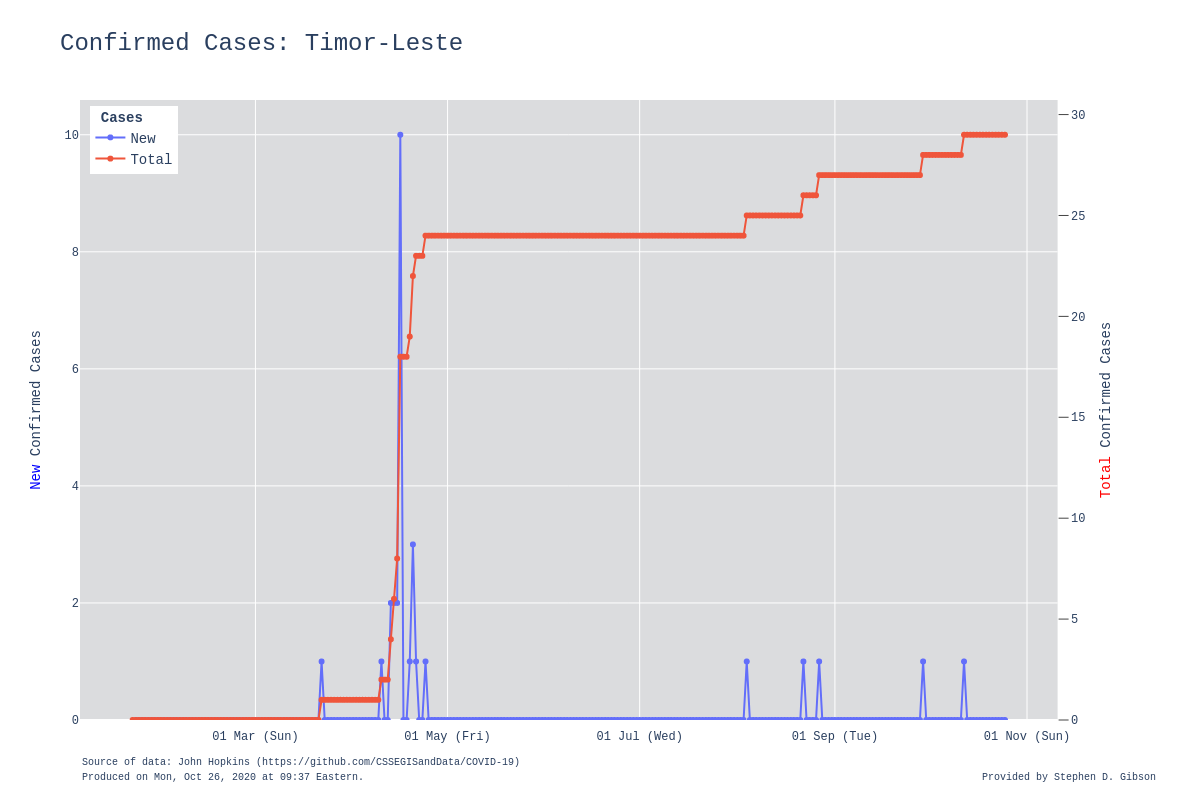 Confirmed Cases: Timor-Leste
Cases
New
Total
10
8
6
4
2
0
30
25
20
15
10
5
0
New Confirmed Cases
Total Confirmed Cases
01 Mar (Sun)
01 May (Fri)
01 Jul (Wed)
01 Sep (Tue)
01 Nov (Sun)
Source of data: John Hopkins (https://github.com/CSSEGISandData/COVID-19)
Produced on Mon, Oct 26, 2020 at 09:37 Eastern.
Provided by Stephen D. Gibson